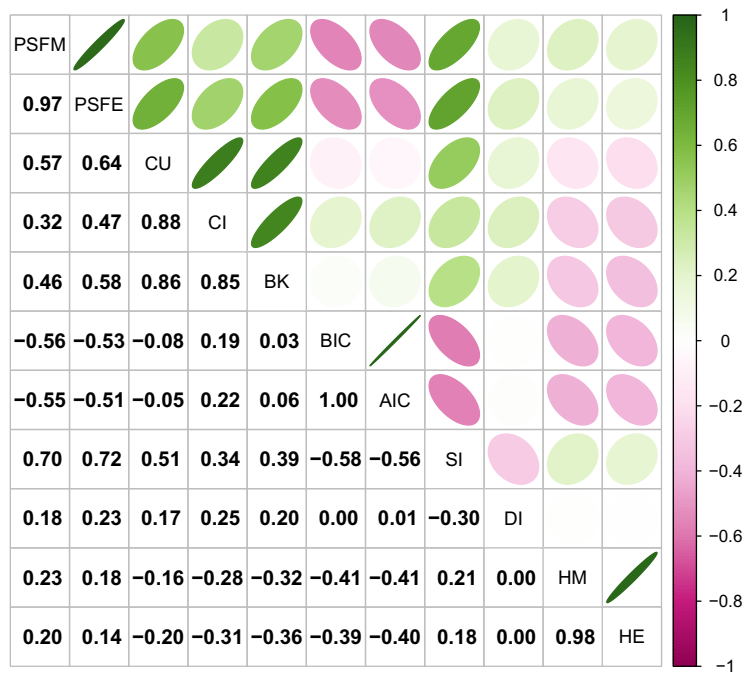 PSFM
0.97 PSFE
0.57 0.64 CU
0.32 0.47 0.88 CI
0.46 0.58 0.86 0.85 BK
−0.56 −0.53 −0.08 0.19 0.03 BIC
−0.55 −0.51 −0.05 0.22 0.06 1.00 AIC
0.70 0.72 0.51 0.34 0.39 −0.58 −0.56 SI
0.18 0.23 0.17 0.25 0.20 0.00 0.01 −0.30 DI
0.23 0.18 −0.16 −0.28 −0.32 −0.41 −0.41 0.21 0.00 HM
0.20 0.14 −0.20 −0.31 −0.36 −0.39 −0.40 0.18 0.00 0.98 HE
1
0.8
0.6
0.4
0.2
0
−0.2
−0.4
−0.6
−0.8
−1